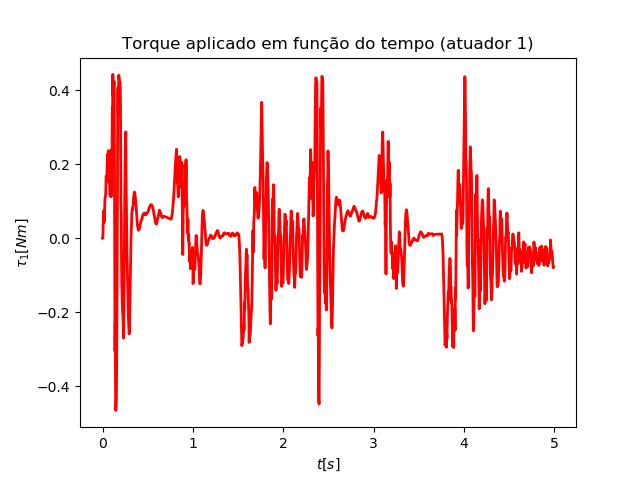 Torque aplicado em função do tempo (atuador 1)
0.4
0.2
0.0
−0.2
−0.4
τ1[Nm]
0 1 2 3 4 5
t[s]